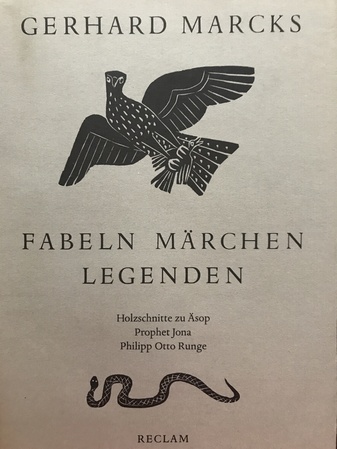 GERHARD MARCKS
FABELN MÄRCHEN
LEGENDEN
Holzschnitte zu Äsop
Prophet Jona
Philipp Otto Runge
RECLAM